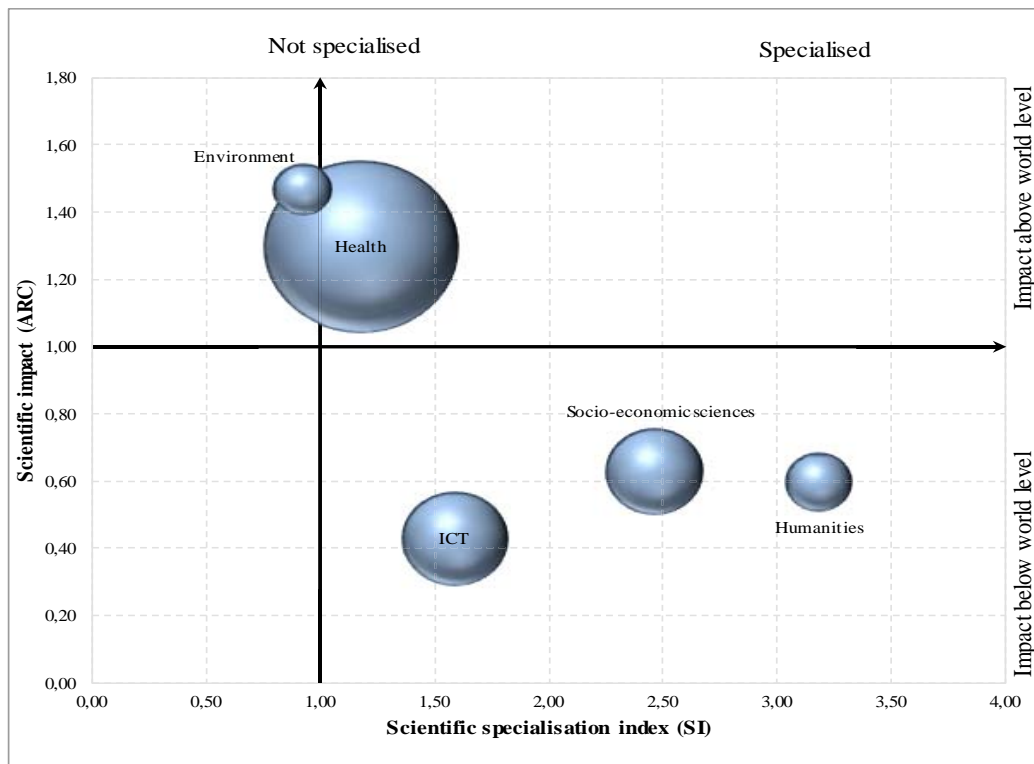 Not specialised
Specialised
1,80
1,60
1,40
1,20
1,00
0,80
0,60
0,40
0,20
0,00
Scientific impact (ARC)
Environment
Health
Socio-economic sciences
Humanities
ICT
Impact above world level
Impact below world level
0,00
0,50
1,00
1,50
2,00
2,50
3,00
3,50
4,00
Scientific specialisation index (SI)